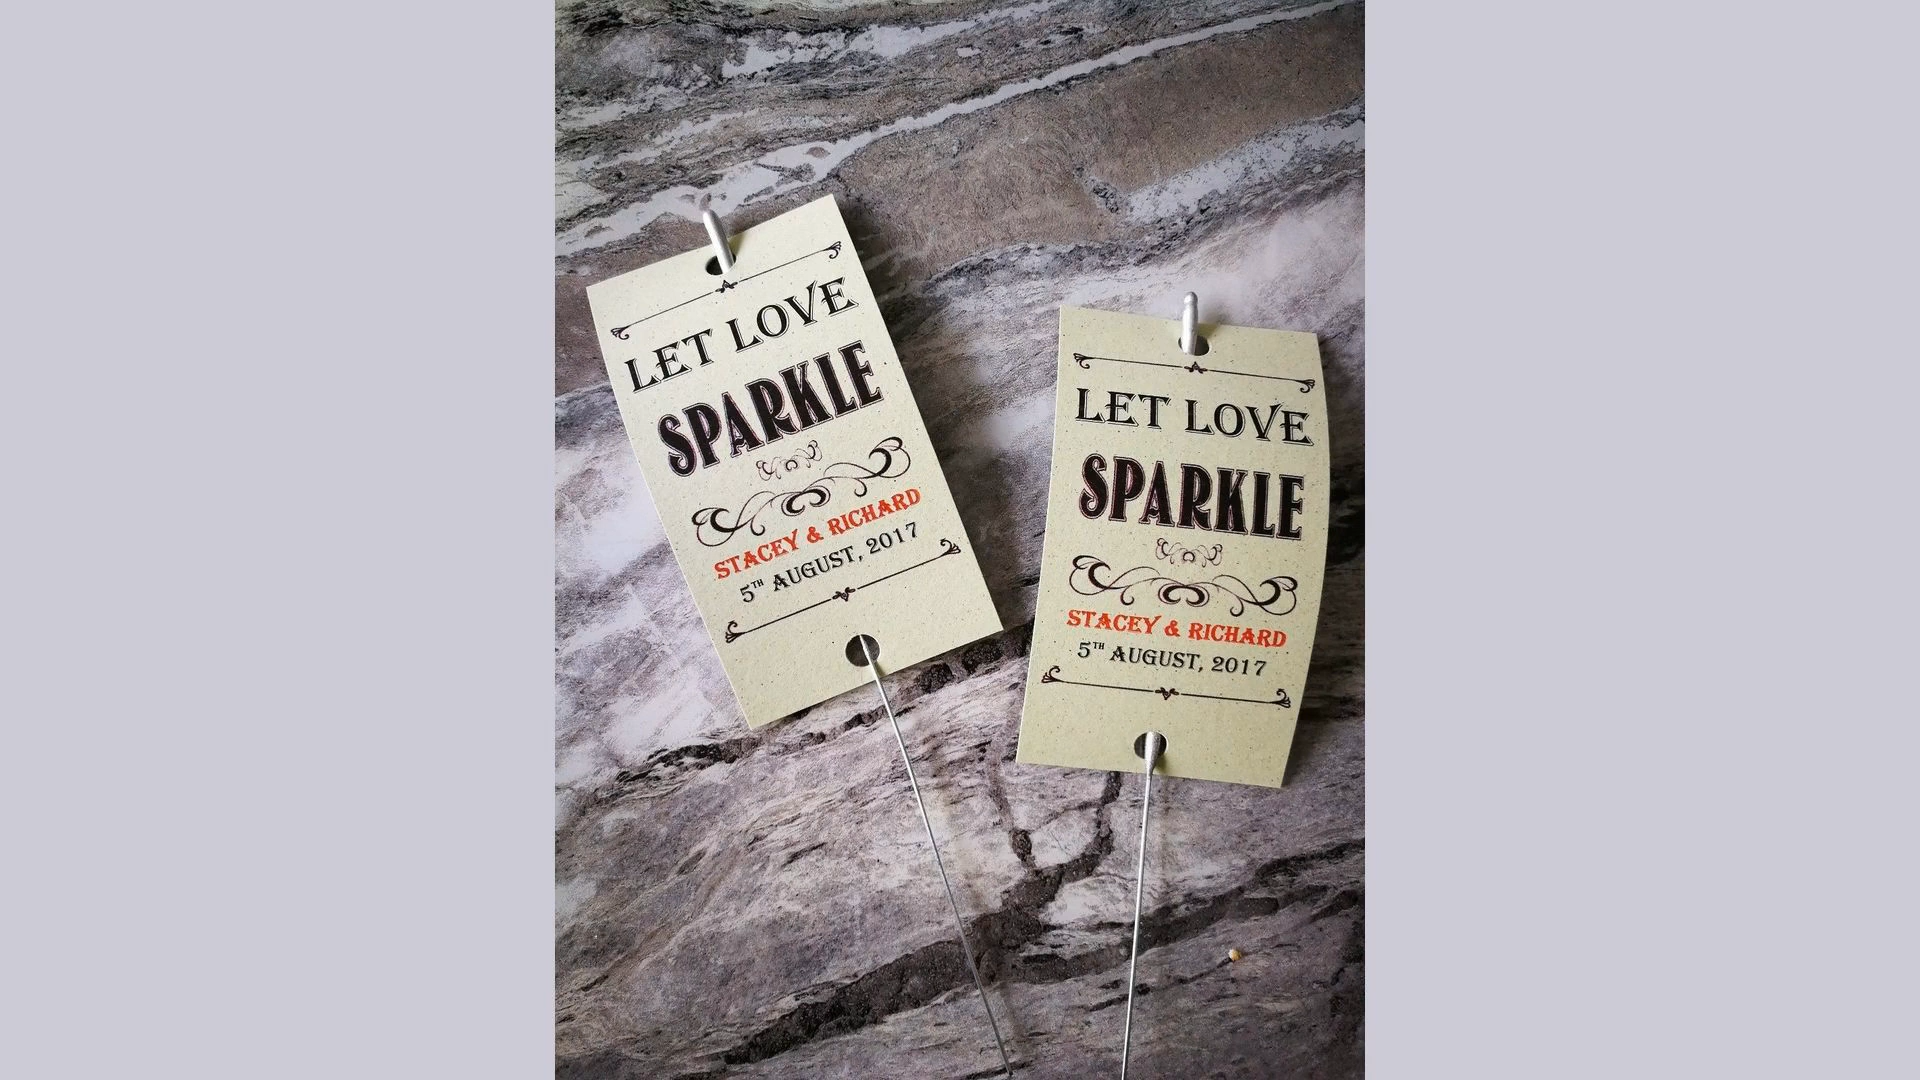 LET LOVE
SPARKLE
STACEY & RICHARD
5TH AUGUST, 2017
LET LOVE
SPARKLE
STACEY & RICHARD
5TH AUGUST, 2017